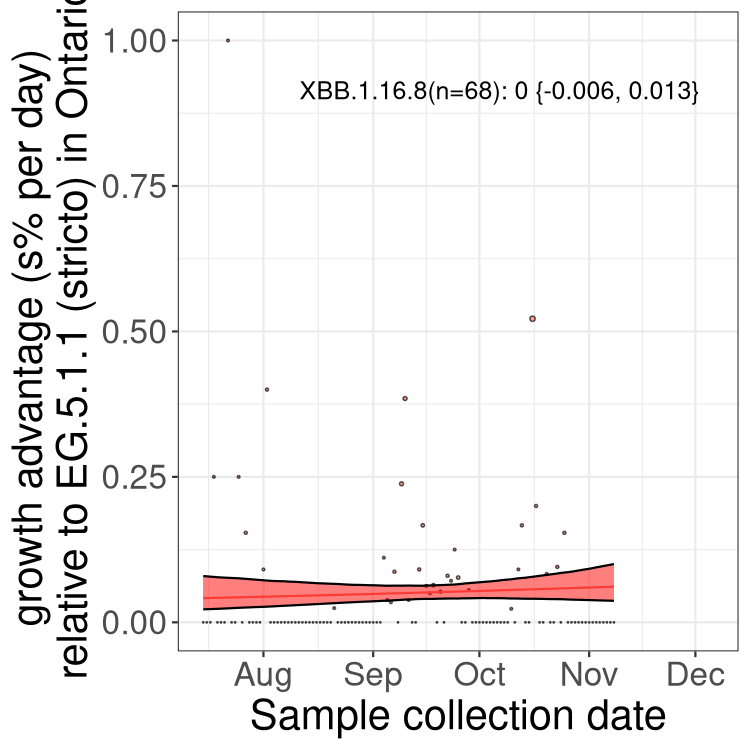 growth advantage (s% per day)
relative to EG.5.1.1 (stricto) in Ontario
1.00
0.75
0.50
0.25
0.00
XBB.1.16.8(n=68): 0 {-0.006, 0.013}
Aug Sep Oct Nov Dec
Sample collection date